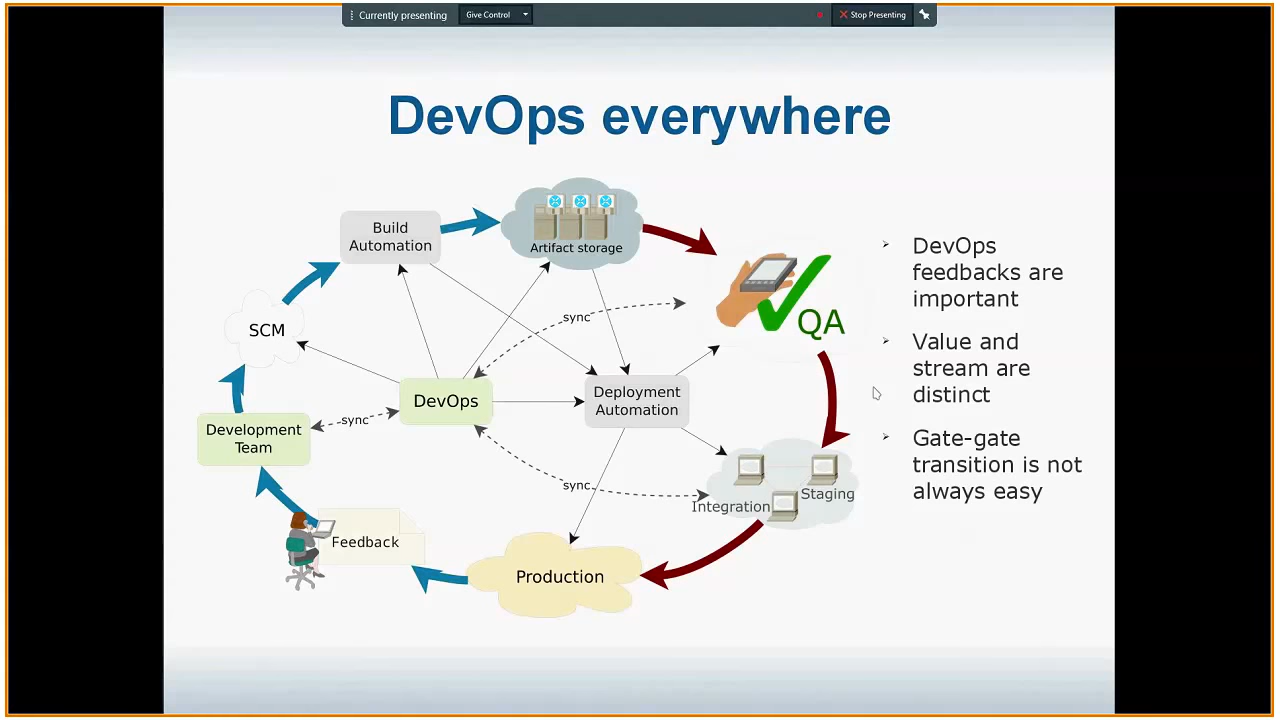 Currently presenting
Give Control
Stop Presenting
DevOps everywhere
Build
Automation
Artifact storage
QA
SCM
sync
DevOps
Deployment
Automation
Development
Team
sync
sync
Integration
Staging
Feedback
Production
DevOps
feedbacks are
important
Value and
stream are
distinct
Gate-gate
transition is not
always easy